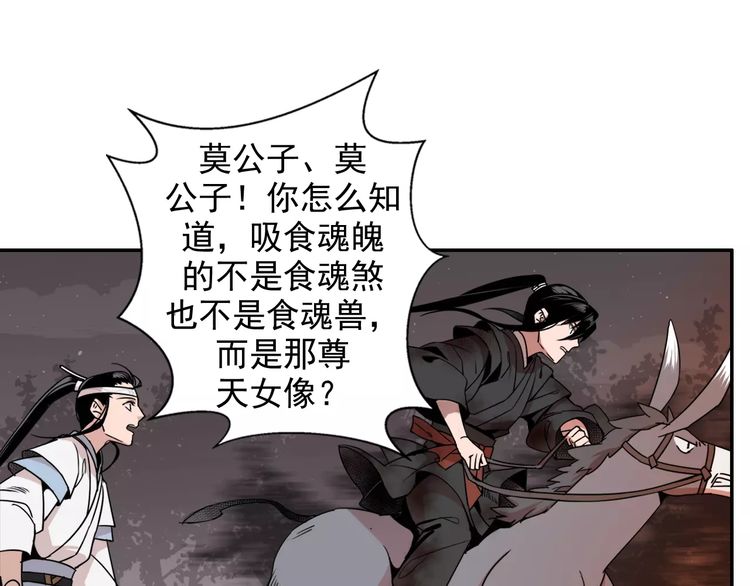 莫公子、莫
公子！你怎么知
道，吸食魂魄
的不是食魂煞
也不是食魂兽，
而是那尊
天女像？